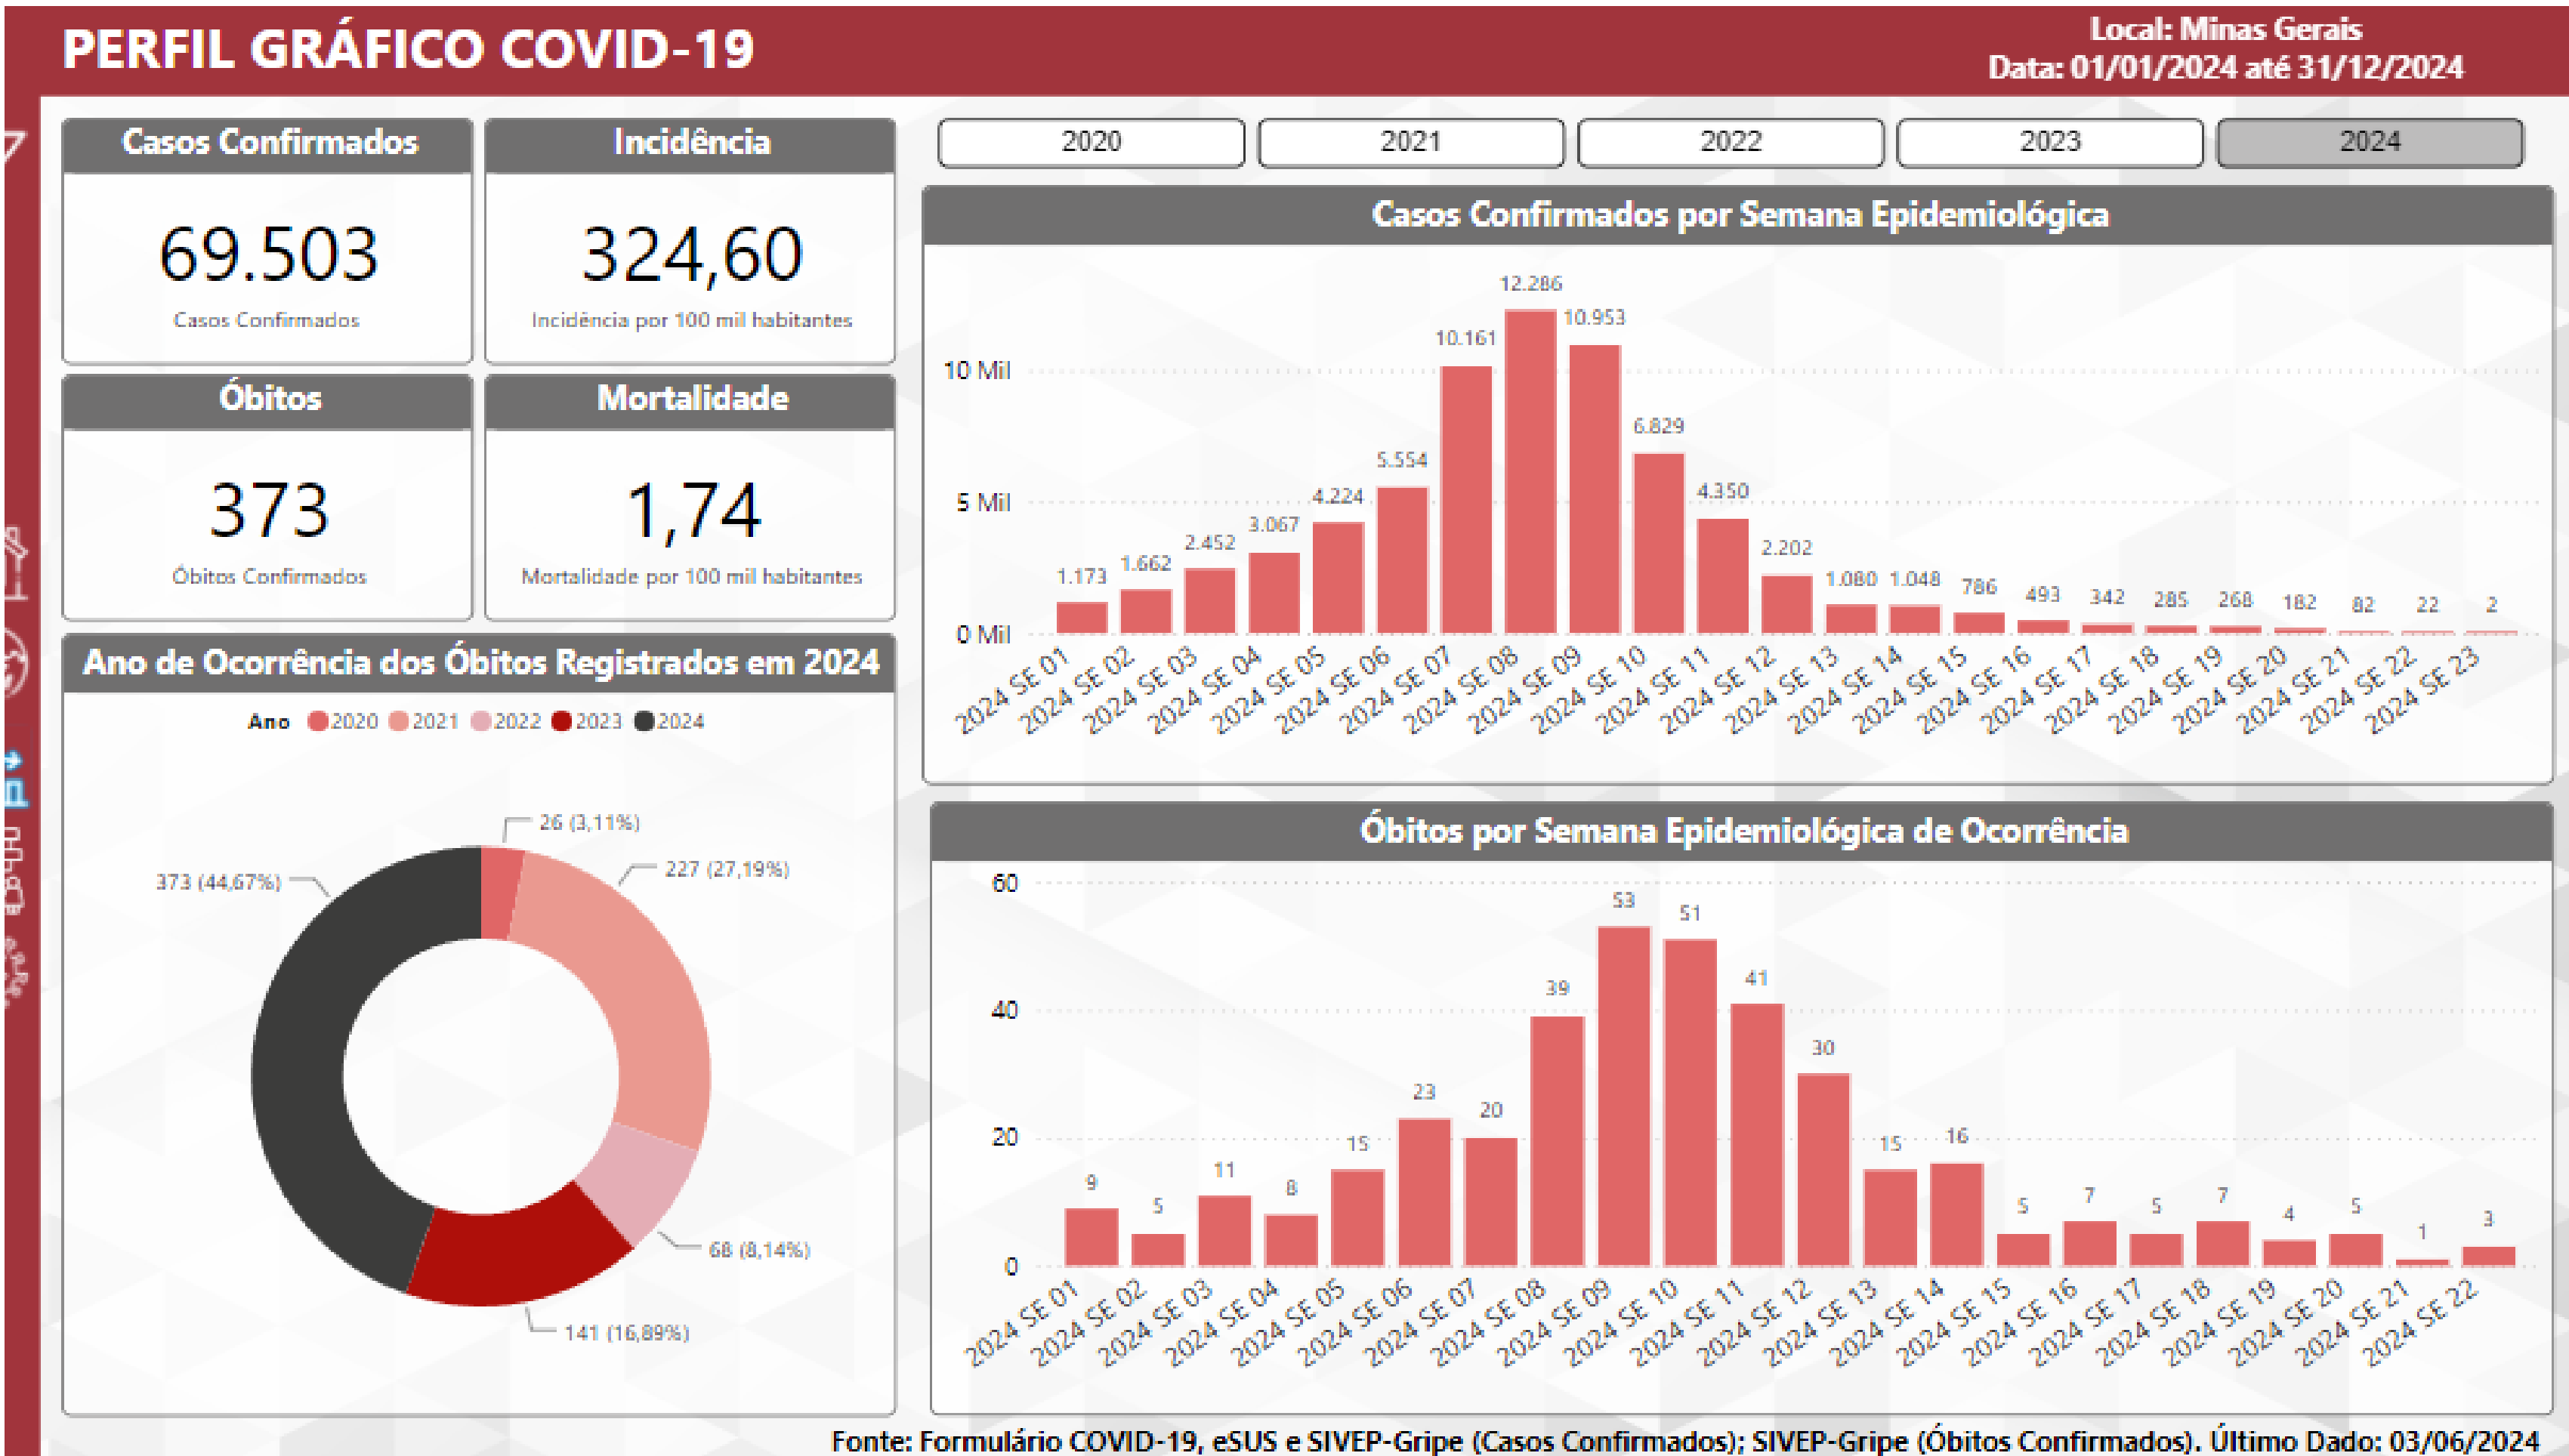 PERFIL GRÁFICO COVID-19
Local: Minas Gerais
Data: 01/01/2024 até 31/12/2024
Casos Confirmados
69.503
Casos Confirmados
Incidência
324,60
Incidência por 100 mil habitantes
Óbitos
373
Óbitos Confirmados
Mortalidade
1,74
Mortalidade por 100 mil habitantes
Ano de Ocorrência dos Óbitos Registrados em 2024
Ano 2020 2021 2022 2023 2024
26 (3,11%)
227 (27,19%)
373 (44,67%)
68 (8,14%)
141 (16,89%)
2020 2021 2022 2023 2024
Casos Confirmados por Semana Epidemiológica
10 Mil
5 Mil
0 Mil
1.173 1.662 2.452 3.067 4.224 5.554 10.161 12.286 10.953 6.829 4.350 2.202 1.080 1.048 786 493 342 285 268 182 82 22 2
2024 SE 01 2024 SE 02 2024 SE 03 2024 SE 04 2024 SE 05 2024 SE 06 2024 SE 07 2024 SE 08 2024 SE 09 2024 SE 10 2024 SE 11 2024 SE 12 2024 SE 13 2024 SE 14 2024 SE 15 2024 SE 16 2024 SE 17 2024 SE 18 2024 SE 19 2024 SE 20 2024 SE 21 2024 SE 22 2024 SE 23
Óbitos por Semana Epidemiológica de Ocorrência
60
40
20
0
9 5 11 8 15 23 20 39 53 51 41 30 15 16 5 7 5 7 4 5 1 3
2024 SE 01 2024 SE 02 2024 SE 03 2024 SE 04 2024 SE 05 2024 SE 06 2024 SE 07 2024 SE 08 2024 SE 09 2024 SE 10 2024 SE 11 2024 SE 12 2024 SE 13 2024 SE 14 2024 SE 15 2024 SE 16 2024 SE 17 2024 SE 18 2024 SE 19 2024 SE 20 2024 SE 21 2024 SE 22
Fonte: Formulário COVID-19, eSUS e SIVEP-Gripe (Casos Confirmados); SIVEP-Gripe (Óbitos Confirmados). Último Dado: 03/06/2024